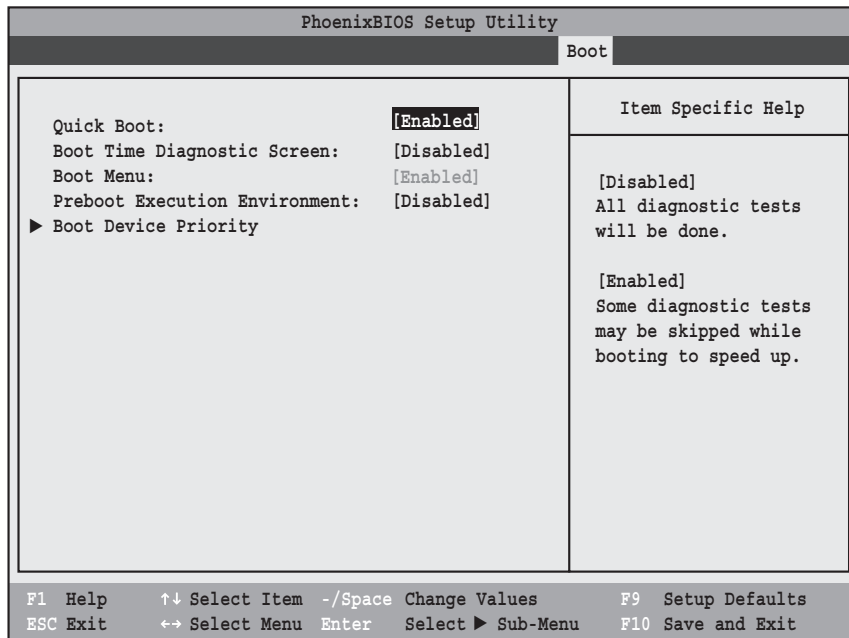 PhoenixBIOS Setup Utility
Boot
Quick Boot: [Enabled]
Boot Time Diagnostic Screen: [Disabled]
Boot Menu: [Enabled]
Preboot Execution Environment: [Disabled]
▶ Boot Device Priority
Item Specific Help
[Disabled]
All diagnostic tests
will be done.
[Enabled]
Some diagnostic tests
may be skipped while
booting to speed up.
F1 Help ↑↓ Select Item -/Space Change Values F9 Setup Defaults
ESC Exit ←→ Select Menu Enter Select ▶ Sub-Menu F10 Save and Exit